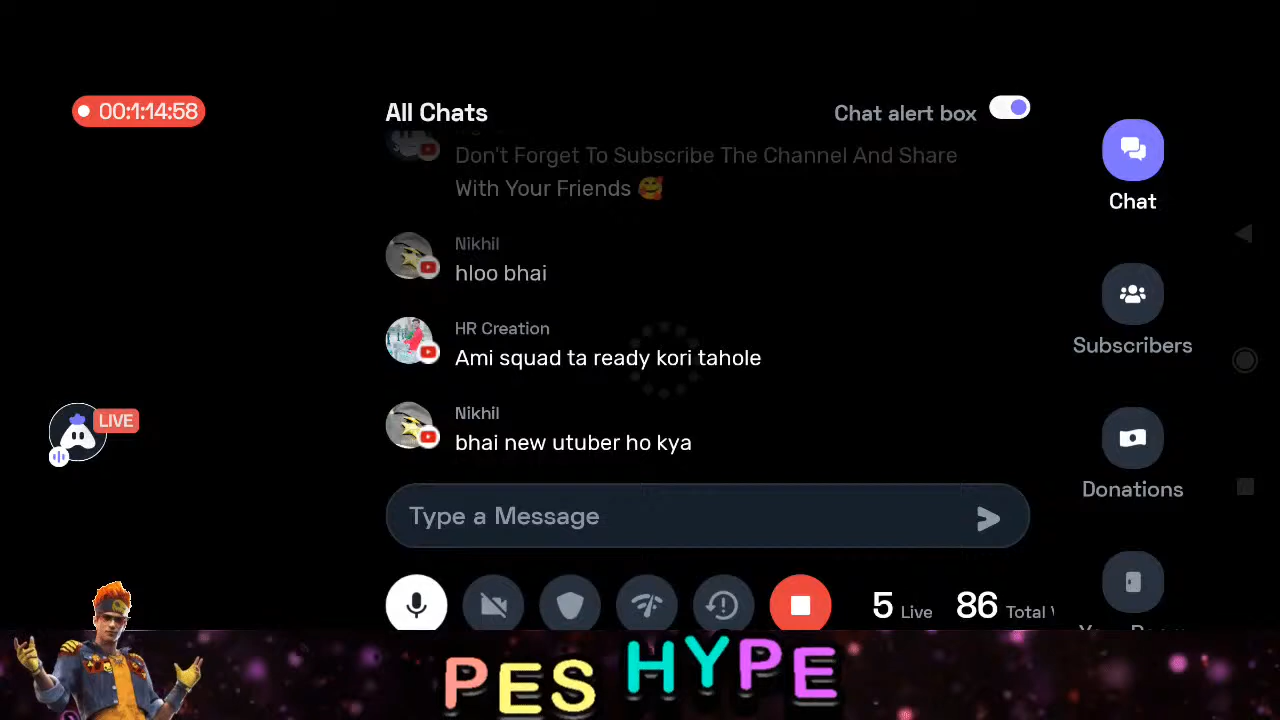 00:1:14:58
All Chats
Chat alert box
Don't Forget To Subscribe The Channel And Share
With Your Friends 🥰
Chat
Nikhil
hloo bhai
HR Creation
Ami squad ta ready kori tahole
Subscribers
Nikhil
bhai new utuber ho kya
LIVE
Donations
Type a Message
5 Live 86 Total
PES HYPE